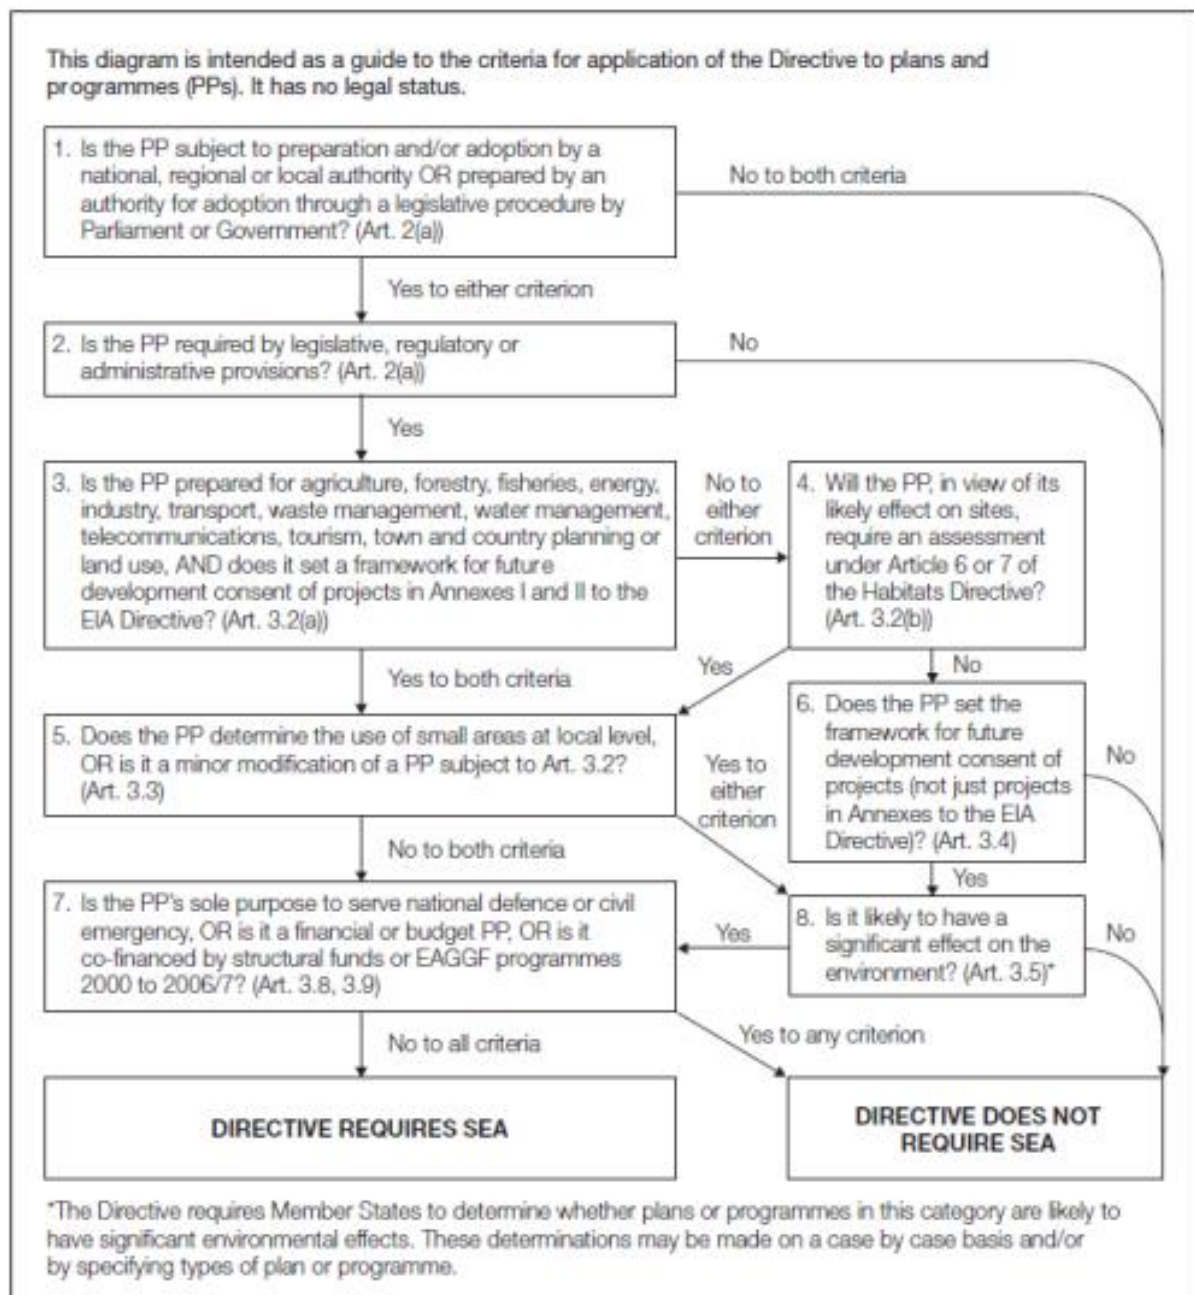 This diagram is intended as a guide to the criteria for application of the Directive to plans and
programmes (PPs). It has no legal status.
1. Is the PP subject to preparation and/or adoption by a
national, regional or local authority OR prepared by an
authority for adoption through a legislative procedure by
Parliament or Government? (Art. 2(a))
No to both criteria
Yes to either criterion
2. Is the PP required by legislative, regulatory or
administrative provisions? (Art. 2(a))
No
Yes
3. Is the PP prepared for agriculture, forestry, fisheries, energy,
industry, transport, waste management, water management,
telecommunications, tourism, town and country planning or
land use, AND does it set a framework for future
development consent of projects in Annexes I and II to the
EIA Directive? (Art. 3.2(a))
No to
either
criterion
4. Will the PP, in view of its
likely effect on sites,
require an assessment
under Article 6 or 7 of
the Habitats Directive?
(Art. 3.2(b))
Yes to both criteria
Yes
No
5. Does the PP determine the use of small areas at local level,
OR is it a minor modification of a PP subject to Art. 3.2?
(Art. 3.3)
Yes to
either
criterion
6. Does the PP set the
framework for future
development consent of
projects (not just projects
in Annexes to the EIA
Directive)? (Art. 3.4)
No
No to both criteria
Yes
7. Is the PP's sole purpose to serve national defence or civil
emergency, OR is it a financial or budget PP, OR is it
co-financed by structural funds or EAGGF programmes
2000 to 2006/7? (Art. 3.8, 3.9)
Yes
8. Is it likely to have a
significant effect on the
environment? (Art. 3.5)*
No
No to all criteria
Yes to any criterion
DIRECTIVE REQUIRES SEA
DIRECTIVE DOES NOT
REQUIRE SEA
*The Directive requires Member States to determine whether plans or programmes in this category are likely to
have significant environmental effects. These determinations may be made on a case by case basis and/or
by specifying types of plan or programme.